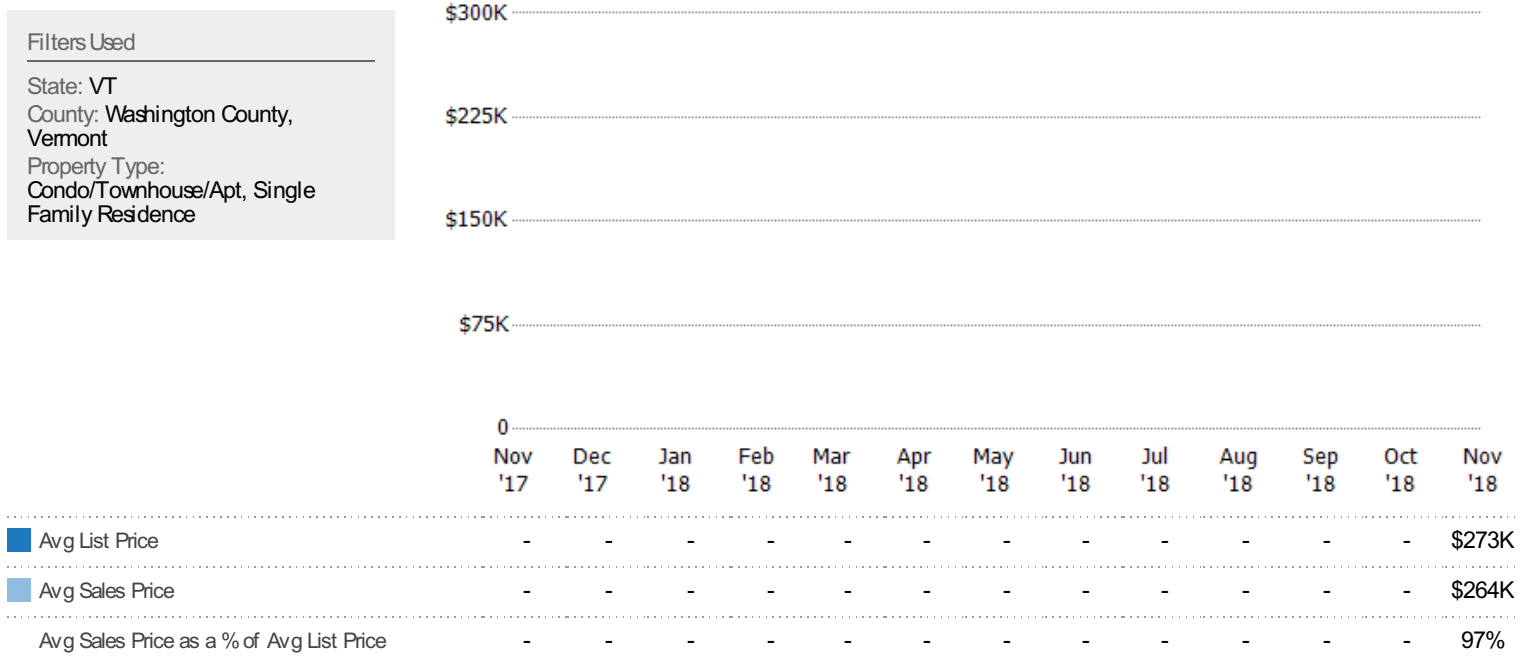 Filters Used
State: VT
County: Washington County,
Vermont
Property Type:
Condo/Townhouse/Apt, Single
Family Residence
$300K
$225K
$150K
$75K
0
Nov Dec Jan Feb Mar Apr May Jun Jul Aug Sep Oct Nov
'17 '17 '18 '18 '18 '18 '18 '18 '18 '18 '18 '18 '18
Avg List Price - - - - - - - - - - - - $273K
Avg Sales Price - - - - - - - - - - - - $264K
Avg Sales Price as a % of Avg List Price - - - - - - - - - - - - 97%